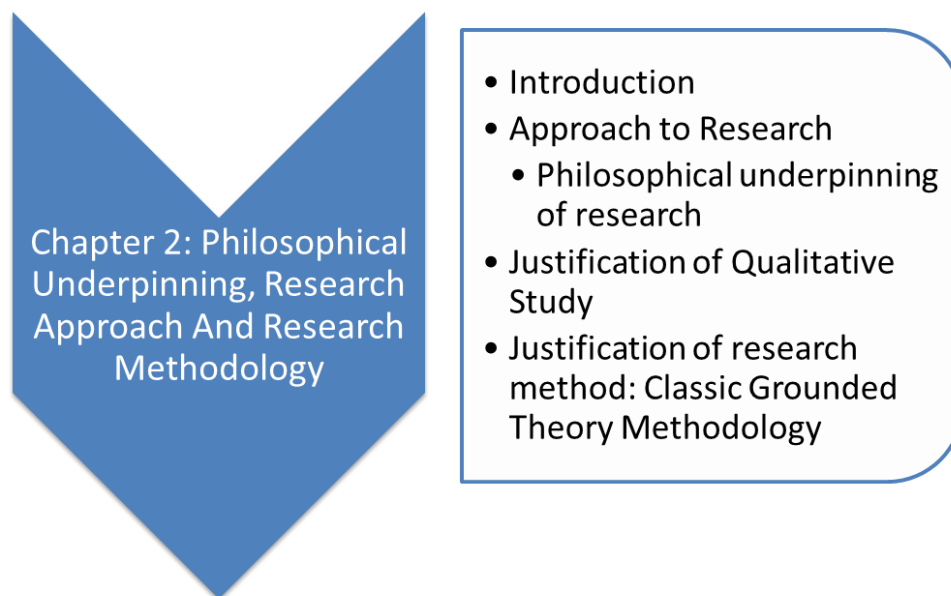 Chapter 2: Philosophical
Underpinning, Research
Approach And Research
Methodology
• Introduction
• Approach to Research
• Philosophical underpinning
of research
• Justification of Qualitative
Study
• Justification of research
method: Classic Grounded
Theory Methodology